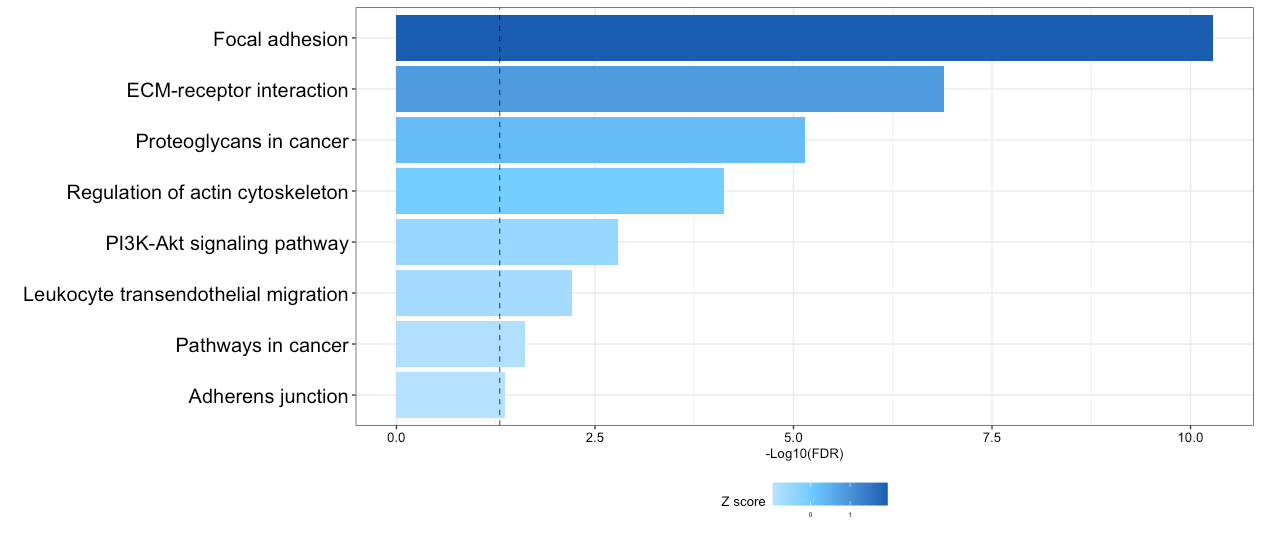 Focal adhesion
ECM-receptor interaction
Proteoglycans in cancer
Regulation of actin cytoskeleton
PI3K-Akt signaling pathway
Leukocyte transendothelial migration
Pathways in cancer
Adherens junction
0.0 2.5 5.0 7.5 10.0
-Log10(FDR)
Z score
0 1